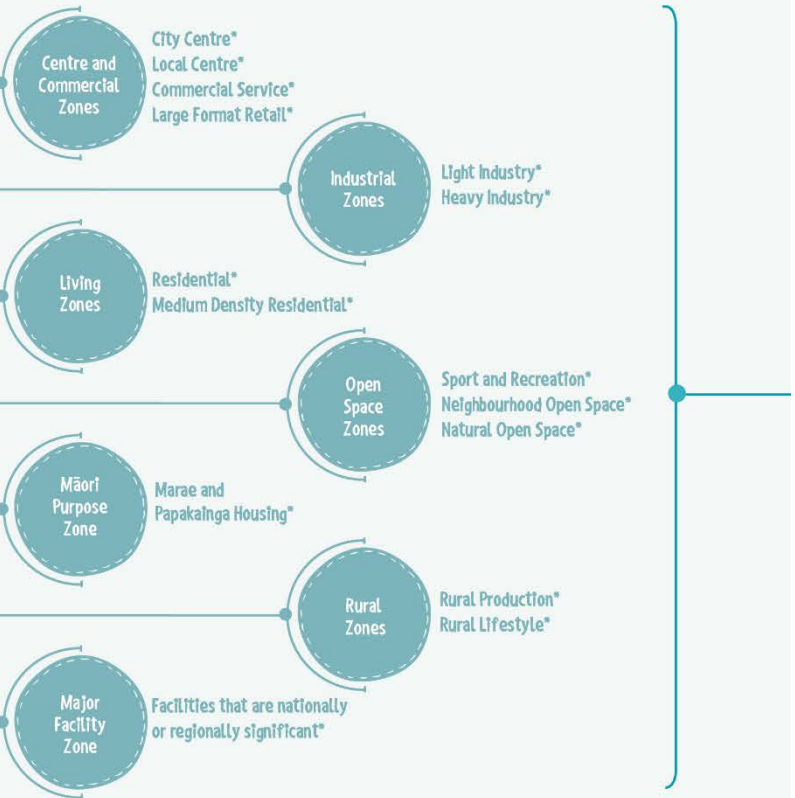 Centre and
Commercial
Zones
City Centre*
Local Centre*
Commercial Service*
Large Format Retail*
Industrial
Zones
Light Industry*
Heavy Industry*
Living
Zones
Residential*
Medium Density Residential*
Open
Space
Zones
Sport and Recreation*
Neighbourhood Open Space*
Natural Open Space*
Māori
Purpose
Zone
Marae and
Papakainga Housing*
Rural
Zones
Rural Production*
Rural Lifestyle*
Major
Facility
Zone
Facilities that are nationally
or regionally significant*